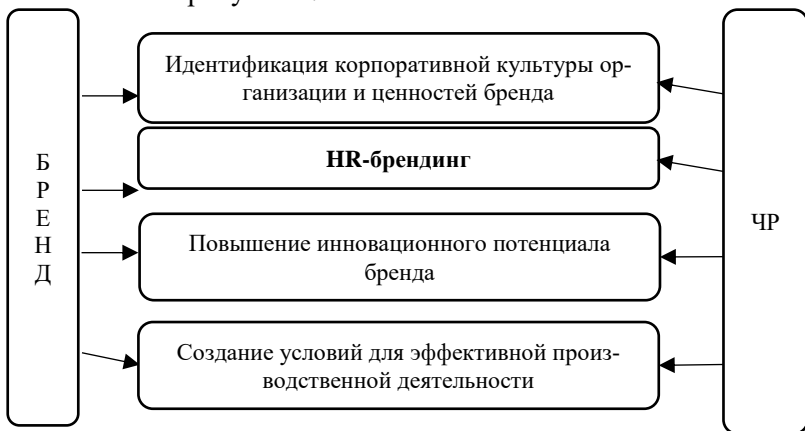 Идентификация корпоративной культуры ор-
ганизации и ценностей бренда
HR-брендинг
Повышение инновационного потенциала
бренда
Создание условий для эффективной произ-
водственной деятельности
Б
Р
Е
Н
Д
ЧР